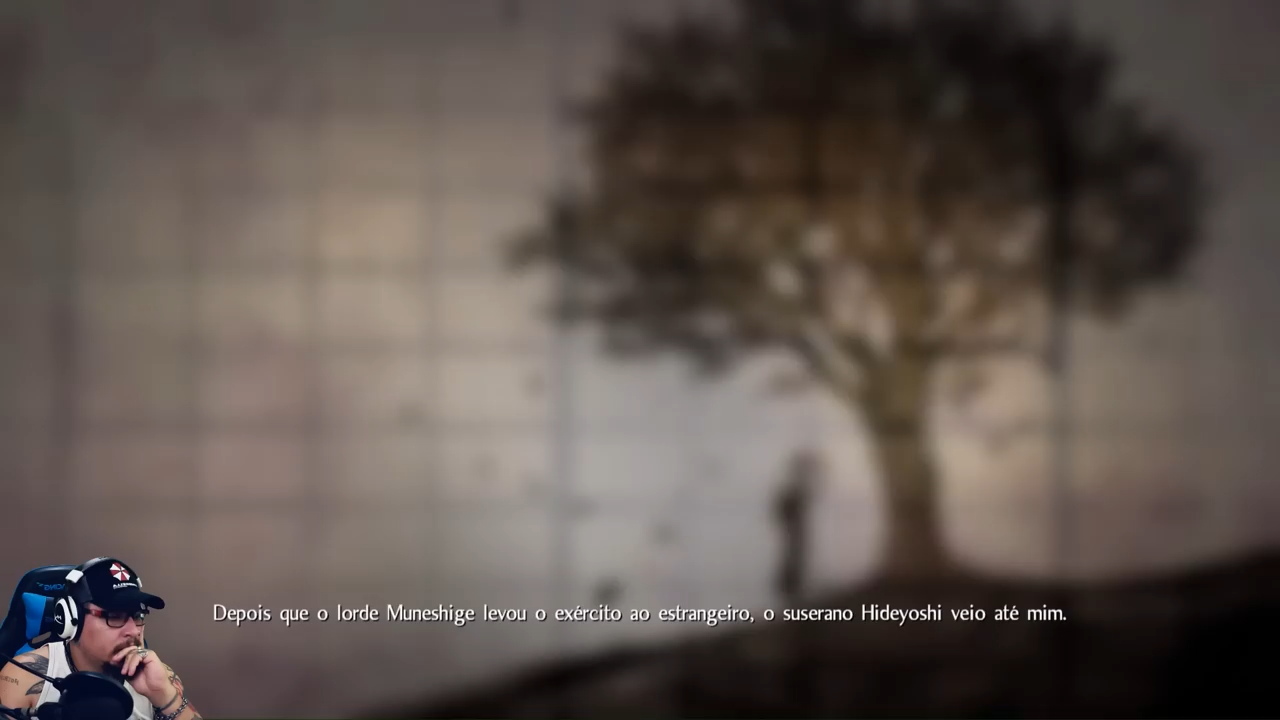 Depois que o lorde Muneshige levou o exército ao estrangeiro, o suserano Hideyoshi veio até mim.